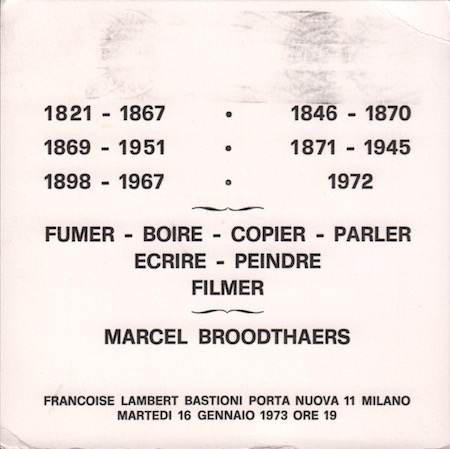 1821 - 1867 • 1846 - 1870
1869 - 1951 • 1871 - 1945
1898 - 1967 • 1972
FUMER - BOIRE - COPIER - PARLER
ECRIRE - PEINDRE
FILMER
MARCEL BROODTHAERS
FRANCOISE LAMBERT BASTIONI PORTA NUOVA 11 MILANO
MARTEDI 16 GENNAIO 1973 ORE 19